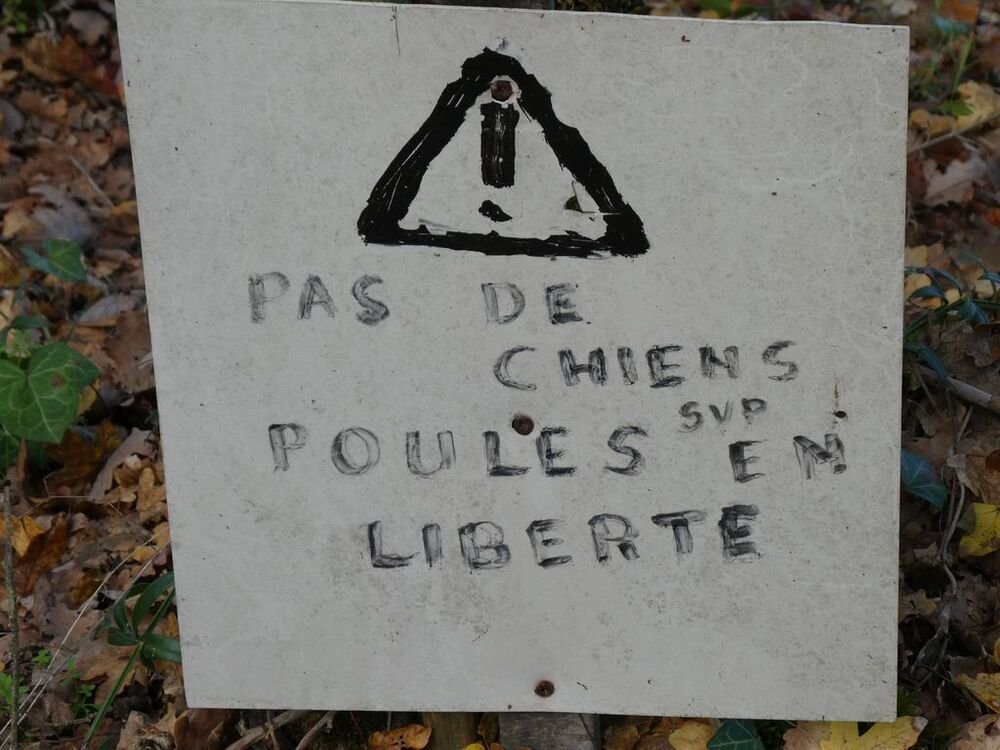 PAS DE
CHIENS
SVP
POULES EM
LIBERTE